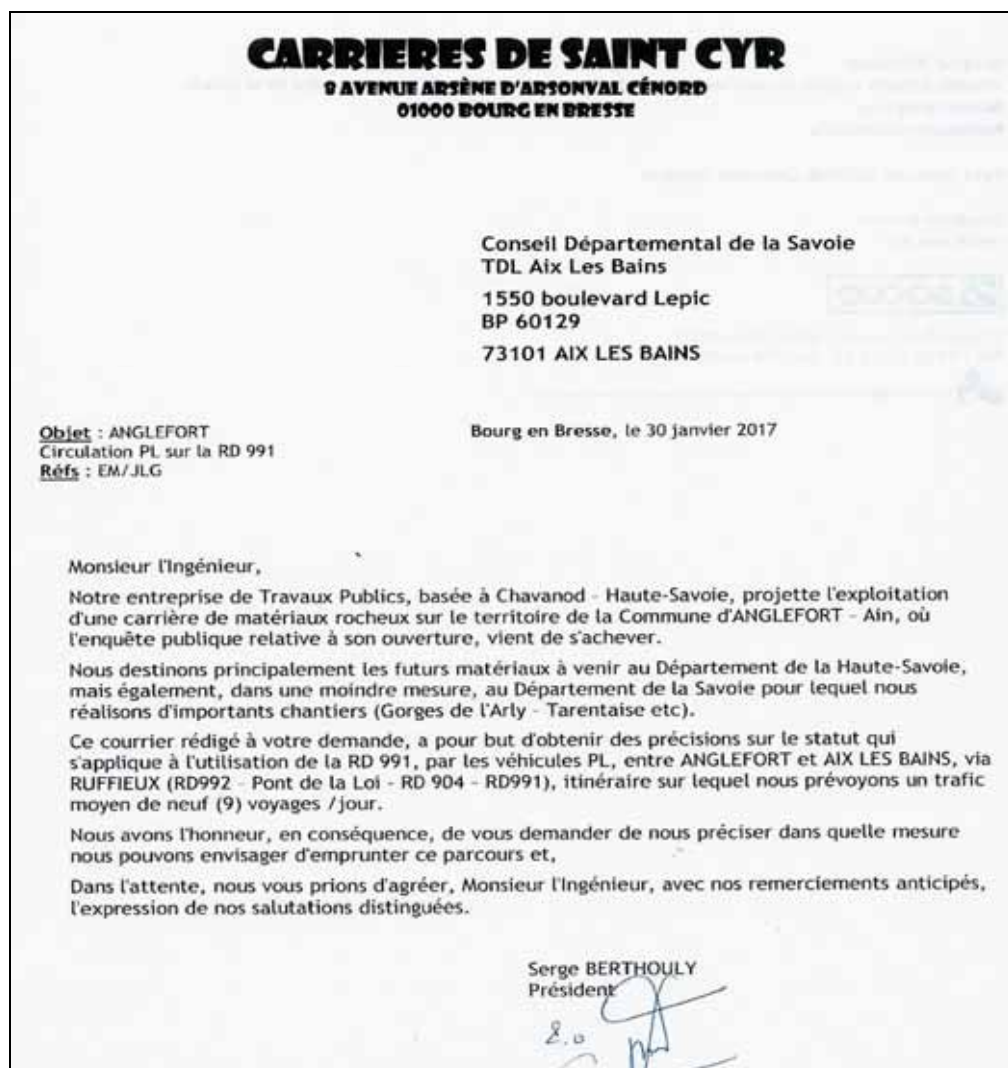 CARRIERES DE SAINT CYR
8 AVENUE ARSÈNE D'ARSONVAL CÉNORD
01000 BOURG EN BRESSE
Conseil Départemental de la Savoie
TDL Aix Les Bains
1550 boulevard Lepic
BP 60129
73101 AIX LES BAINS
Objet : ANGLEFORT
Circulation PL sur la RD 991
Réfs : EM/JLG
Bourg en Bresse, le 30 janvier 2017
Monsieur l'Ingénieur,
Notre entreprise de Travaux Publics, basée à Chavanod - Haute-Savoie, projette l'exploitation
d'une carrière de matériaux rocheux sur le territoire de la Commune d'ANGLEFORT - Ain, où
l'enquête publique relative à son ouverture, vient de s'achever.
Nous destinons principalement les futurs matériaux à venir au Département de la Haute-Savoie,
mais également, dans une moindre mesure, au Département de la Savoie pour lequel nous
réalisons d'importants chantiers (Gorges de l'Arly - Tarentaise etc).
Ce courrier rédigé à votre demande, a pour but d'obtenir des précisions sur le statut qui
s'applique à l'utilisation de la RD 991, par les véhicules PL, entre ANGLEFORT et AIX LES BAINS, via
RUFFIEUX (RD992 - Pont de la Loi - RD 904 - RD991), itinéraire sur lequel nous prévoyons un trafic
moyen de neuf (9) voyages /jour.
Nous avons l'honneur, en conséquence, de vous demander de nous préciser dans quelle mesure
nous pouvons envisager d'emprunter ce parcours et,
Dans l'attente, nous vous prions d'agréer, Monsieur l'Ingénieur, avec nos remerciements anticipés,
l'expression de nos salutations distinguées.
Serge BERTHOULY
Président